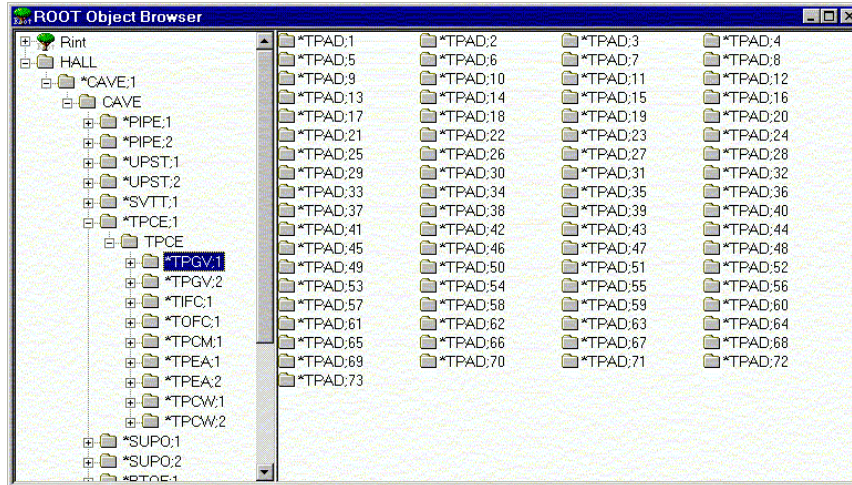 ROOT Object Browser
Rint
HALL
*CAVE;1
CAVE
*PIPE;1
*PIPE;2
*UPST;1
*UPST;2
*SVTT;1
*TPCE;1
TPCE
*TPGV;1
*TPGV;2
*TIFC;1
*TOFC;1
*TPCM;1
*TPEA;1
*TPEA;2
*TPCW;1
*TPCW;2
*SUPO;1
*SUPO;2
*TPAD;1 *TPAD;2 *TPAD;3 *TPAD;4
*TPAD;5 *TPAD;6 *TPAD;7 *TPAD;8
*TPAD;9 *TPAD;10 *TPAD;11 *TPAD;12
*TPAD;13 *TPAD;14 *TPAD;15 *TPAD;16
*TPAD;17 *TPAD;18 *TPAD;19 *TPAD;20
*TPAD;21 *TPAD;22 *TPAD;23 *TPAD;24
*TPAD;25 *TPAD;26 *TPAD;27 *TPAD;28
*TPAD;29 *TPAD;30 *TPAD;31 *TPAD;32
*TPAD;33 *TPAD;34 *TPAD;35 *TPAD;36
*TPAD;37 *TPAD;38 *TPAD;39 *TPAD;40
*TPAD;41 *TPAD;42 *TPAD;43 *TPAD;44
*TPAD;45 *TPAD;46 *TPAD;47 *TPAD;48
*TPAD;49 *TPAD;50 *TPAD;51 *TPAD;52
*TPAD;53 *TPAD;54 *TPAD;55 *TPAD;56
*TPAD;57 *TPAD;58 *TPAD;59 *TPAD;60
*TPAD;61 *TPAD;62 *TPAD;63 *TPAD;64
*TPAD;65 *TPAD;66 *TPAD;67 *TPAD;68
*TPAD;69 *TPAD;70 *TPAD;71 *TPAD;72
*TPAD;73